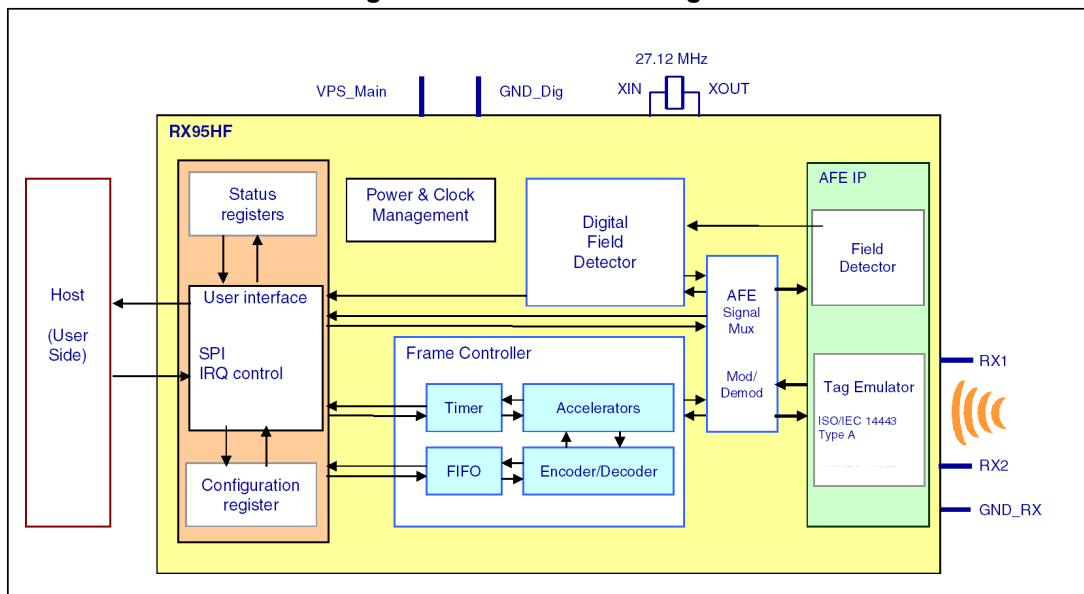 27.12 MHz
VPS_Main
GND_Dig
XIN
XOUT
RX95HF
Status
registers
Power & Clock
Management
Digital
Field
Detector
AFE IP
Field
Detector
Host
(User
Side)
User interface
SPI
IRQ control
AFE
Signal
Mux
Mod/
Demod
Frame Controller
Timer
Accelerators
FIFO
Encoder/Decoder
Configuration
register
Tag Emulator
ISO/IEC 14443
Type A
RX1
RX2
GND_RX